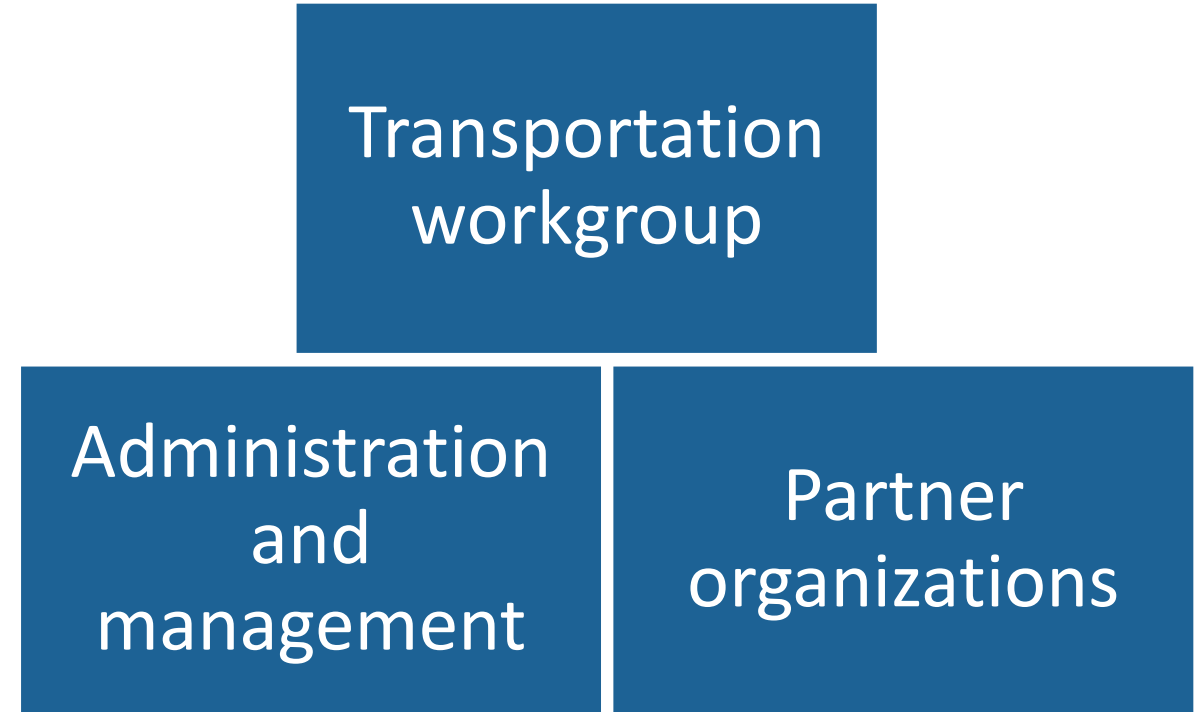 Transportation
workgroup
Administration
and
management
Partner
organizations